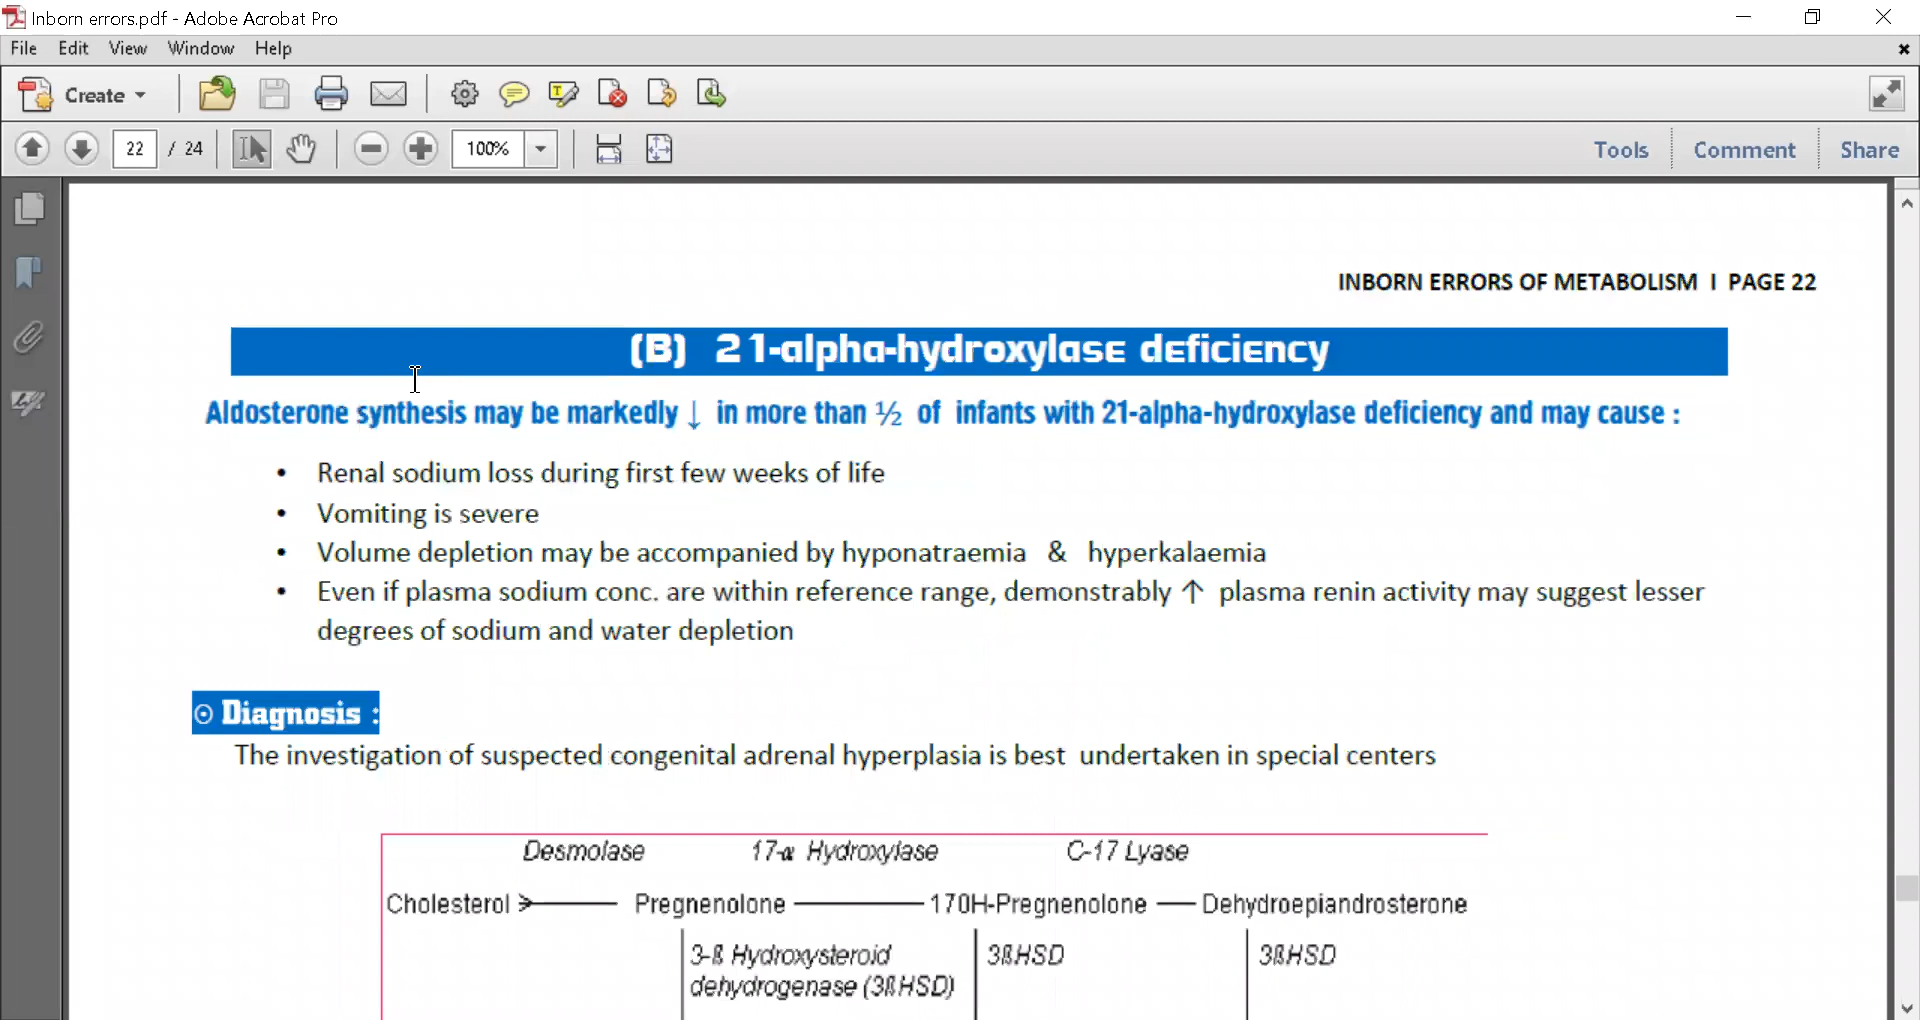 Inborn errors.pdf - Adobe Acrobat Pro
File Edit View Window Help
Create
22 / 24 100% Tools Comment Share
INBORN ERRORS OF METABOLISM I PAGE 22
(B) 21-alpha-hydroxylase deficiency
Aldosterone synthesis may be markedly ↓ in more than ½ of infants with 21-alpha-hydroxylase deficiency and may cause :
• Renal sodium loss during first few weeks of life
• Vomiting is severe
• Volume depletion may be accompanied by hyponatraemia & hyperkalaemia
• Even if plasma sodium conc. are within reference range, demonstrably ↑ plasma renin activity may suggest lesser
degrees of sodium and water depletion
⊙ Diagnosis :
The investigation of suspected congenital adrenal hyperplasia is best undertaken in special centers
Desmolase 17-α Hydroxylase C-17 Lyase
Cholesterol Pregnenolone 170H-Pregnenolone Dehydroepiandrosterone
3-ß Hydroxysteroid 3ßHSD 3ßHSD
dehydrogenase (3ßHSD)